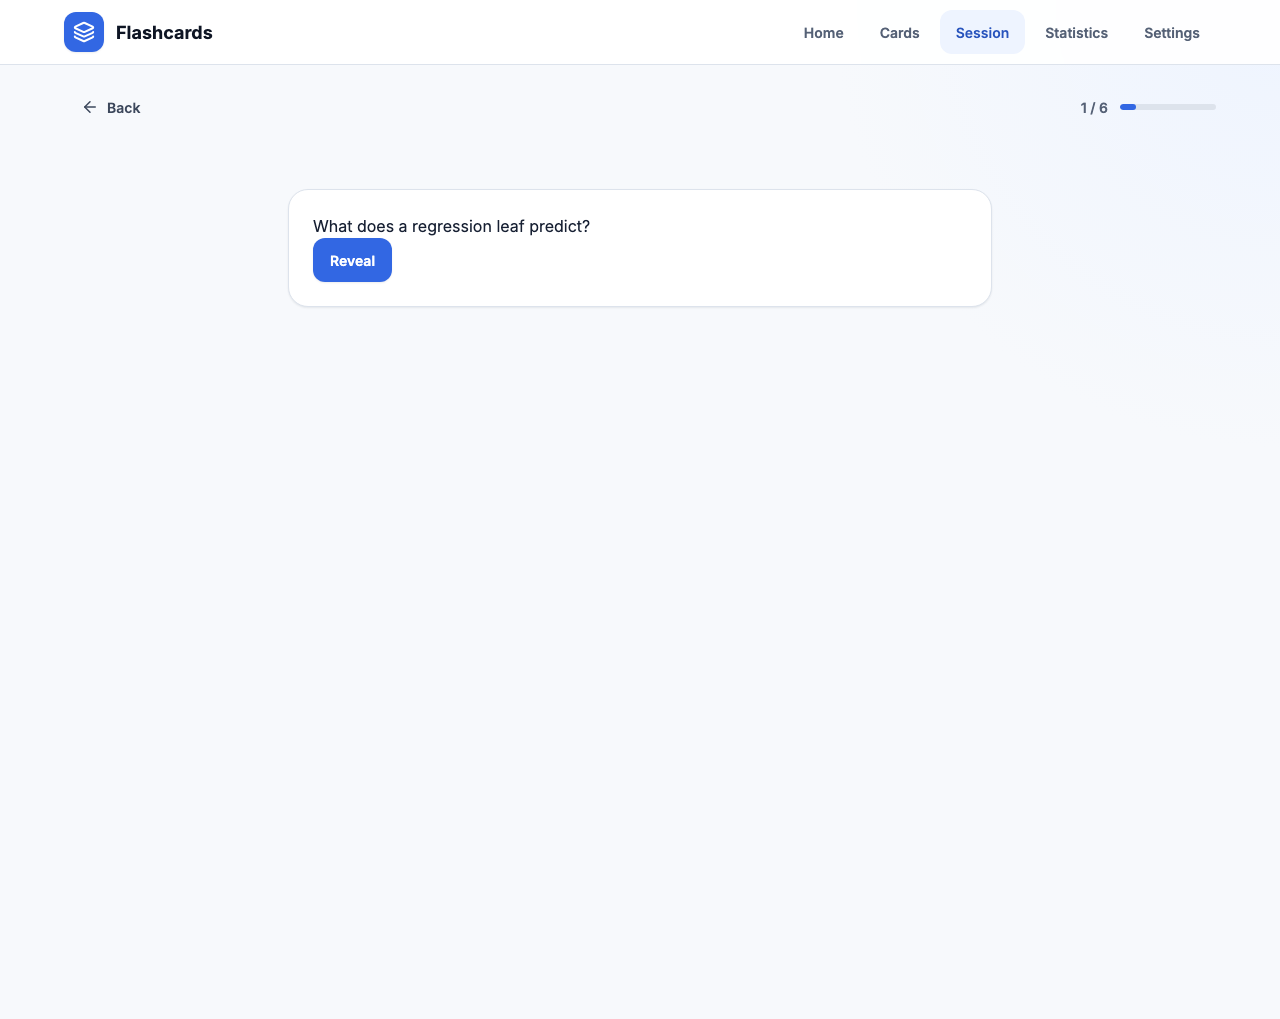 Flashcards
Home
Cards
Session
Statistics
Settings
Back
1 / 6
What does a regression leaf predict?
Reveal